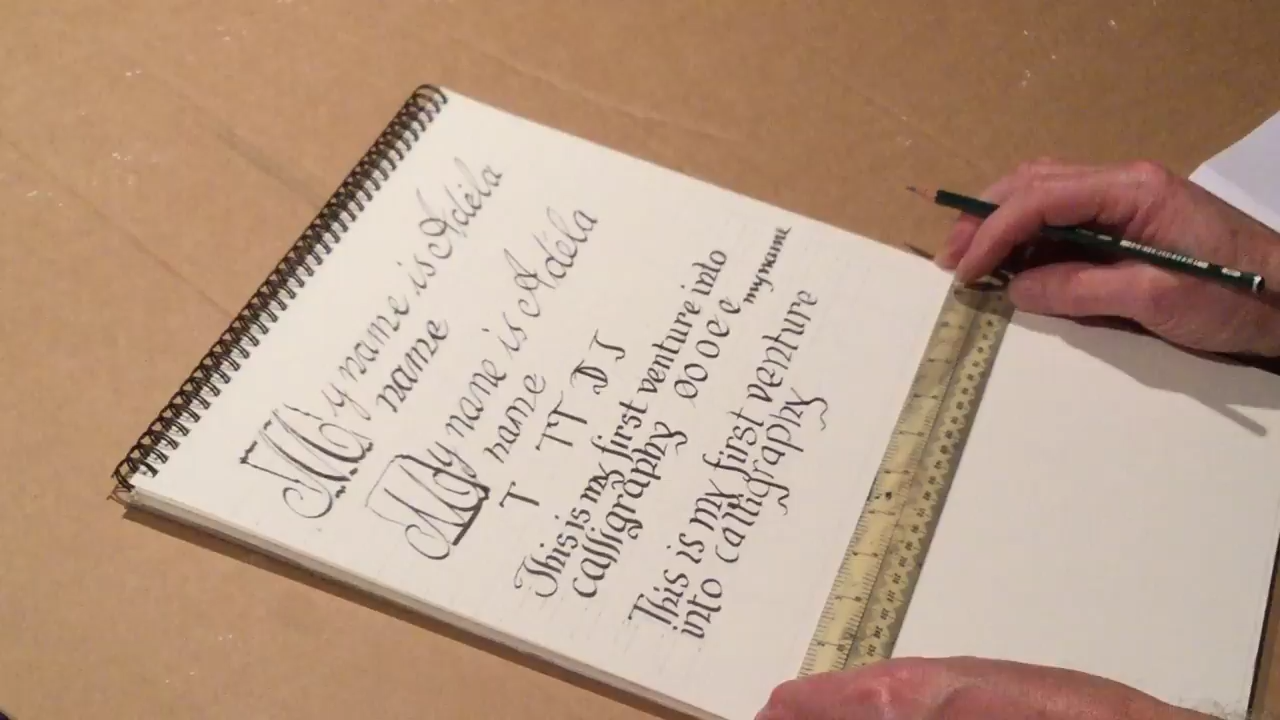 My name is Adela
name
My name is Adela
name
T TT D J
This is my first venture into
calligraphy oooee my name
This is my first venture
into calligraphy